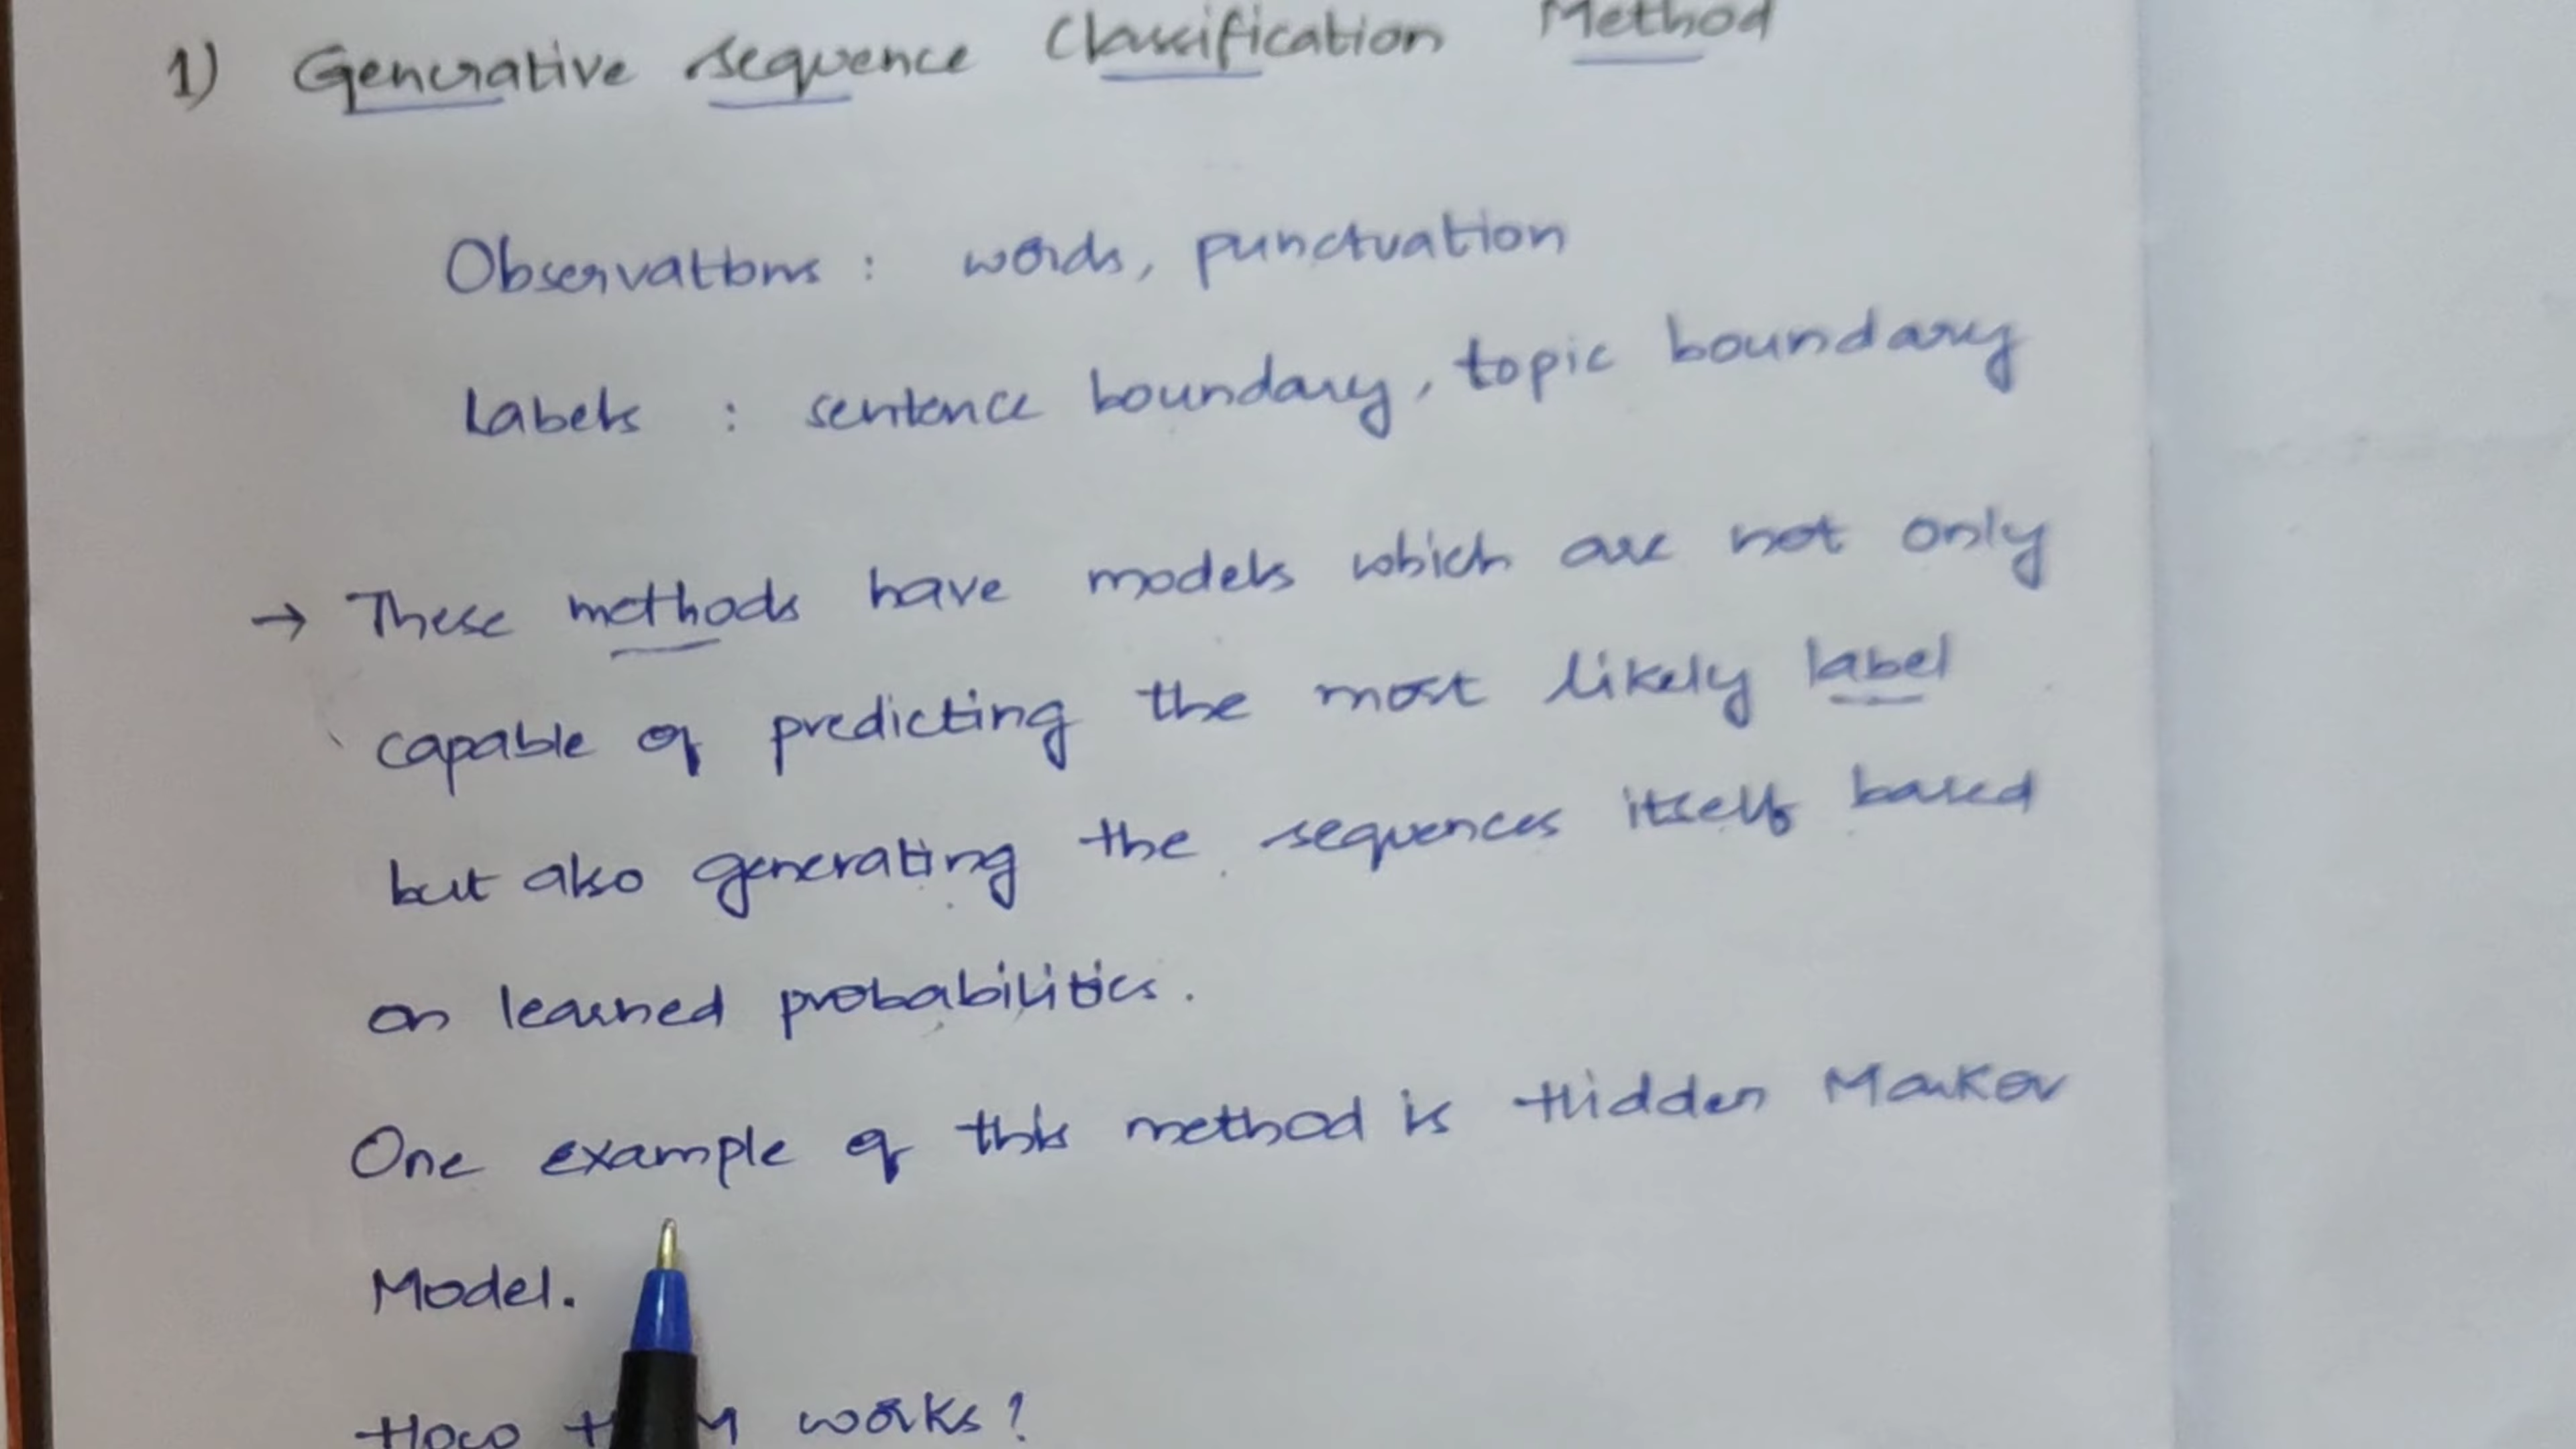 1) Generative sequence Classification Method
Observations : words, punctuation
Labels : sentence boundary, topic boundary
→ These methods have models which are not only
capable of predicting the most likely label
but also generating the sequences itself based
on learned probabilities.
One example of this method is Hidden Markov
Model.
How works?